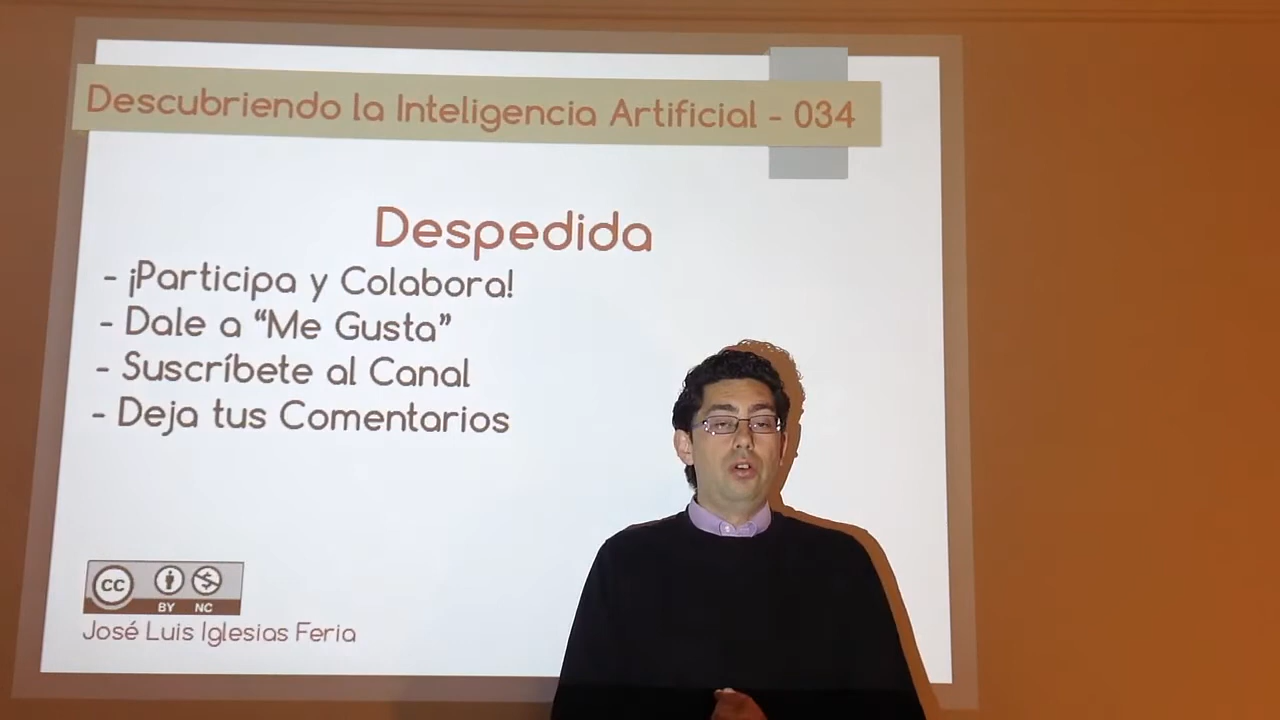 Descubriendo la Inteligencia Artificial - 034
Despedida
- ¡Participa y Colabora!
- Dale a “Me Gusta”
- Suscríbete al Canal
- Deja tus Comentarios
cc
BY NC
José Luis Iglesias Feria